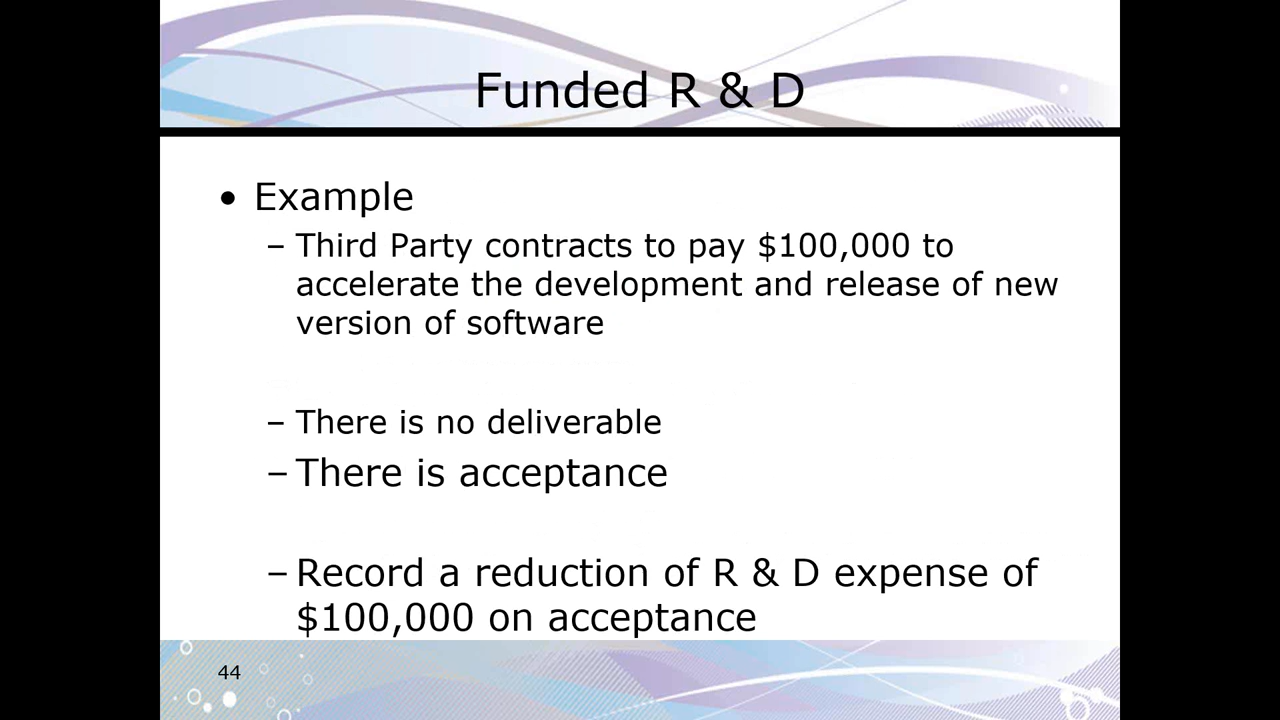 Funded R & D
• Example
– Third Party contracts to pay $100,000 to
accelerate the development and release of new
version of software
– There is no deliverable
– There is acceptance
– Record a reduction of R & D expense of
$100,000 on acceptance
44